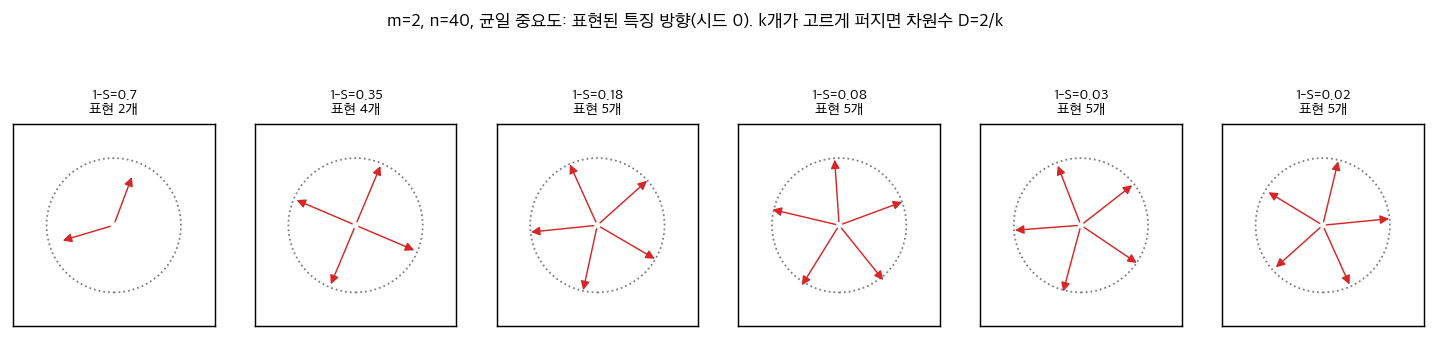 m=2, n=40, 균일 중요도: 표현된 특징 방향(시드 0). k개가 고르게 퍼지면 차원수 D=2/k
1-S=0.7
표현 2개
1-S=0.35
표현 4개
1-S=0.18
표현 5개
1-S=0.08
표현 5개
1-S=0.03
표현 5개
1-S=0.02
표현 5개